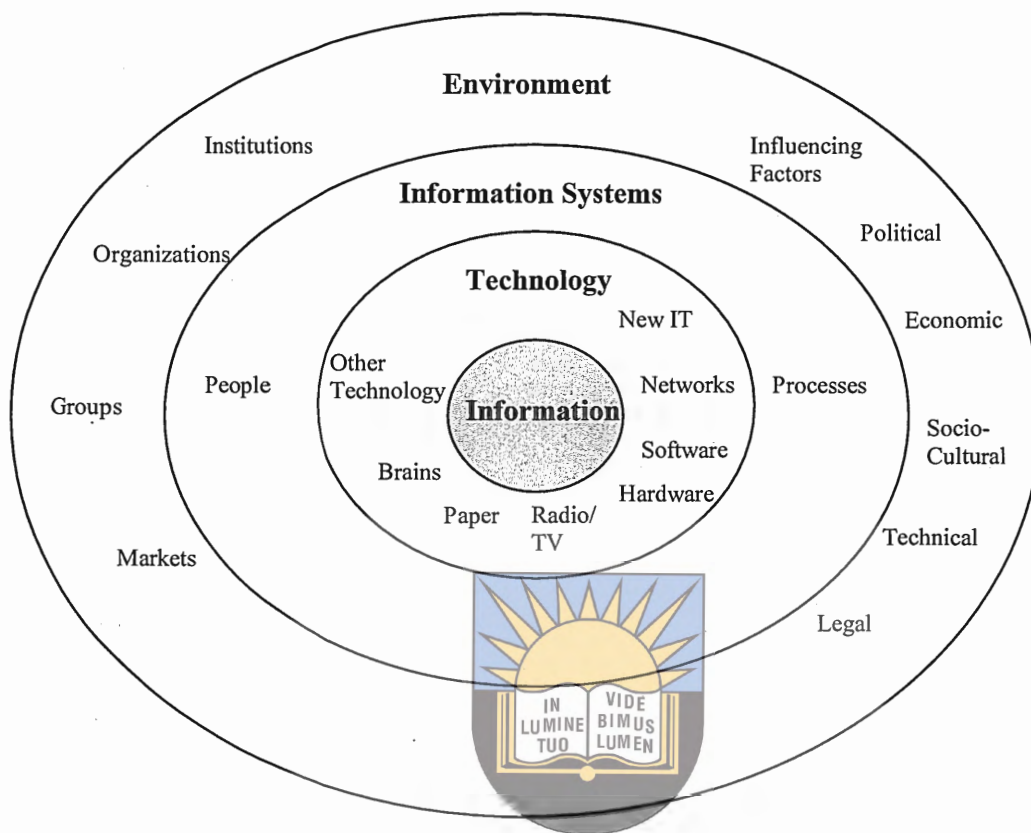 Environment
Institutions
Influencing
Factors
Information Systems
Organizations
Political
Technology
New IT
Economic
Other
Technology
People
Networks
Processes
Groups
Information
Socio-
Cultural
Software
Brains
Hardware
Paper
Radio/
TV
Markets
Technical
Legal
IN
LUMINE
TUO
VIDE
BIMUS
LUMEN